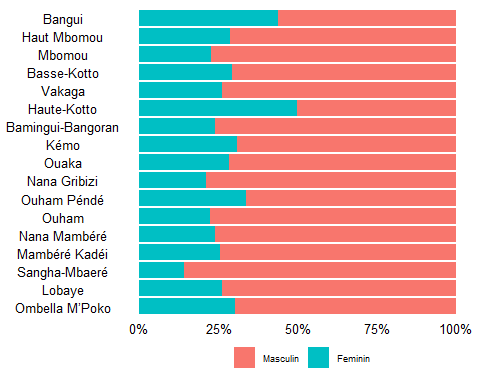 Bangui
Haut Mbomou
Mbomou
Basse-Kotto
Vakaga
Haute-Kotto
Bamingui-Bangoran
Kémo
Ouaka
Nana Gribizi
Ouham Péndé
Ouham
Nana Mambéré
Mambéré Kadéi
Sangha-Mbaeré
Lobaye
Ombella M'Poko
0% 25% 50% 75% 100%
Masculin Feminin